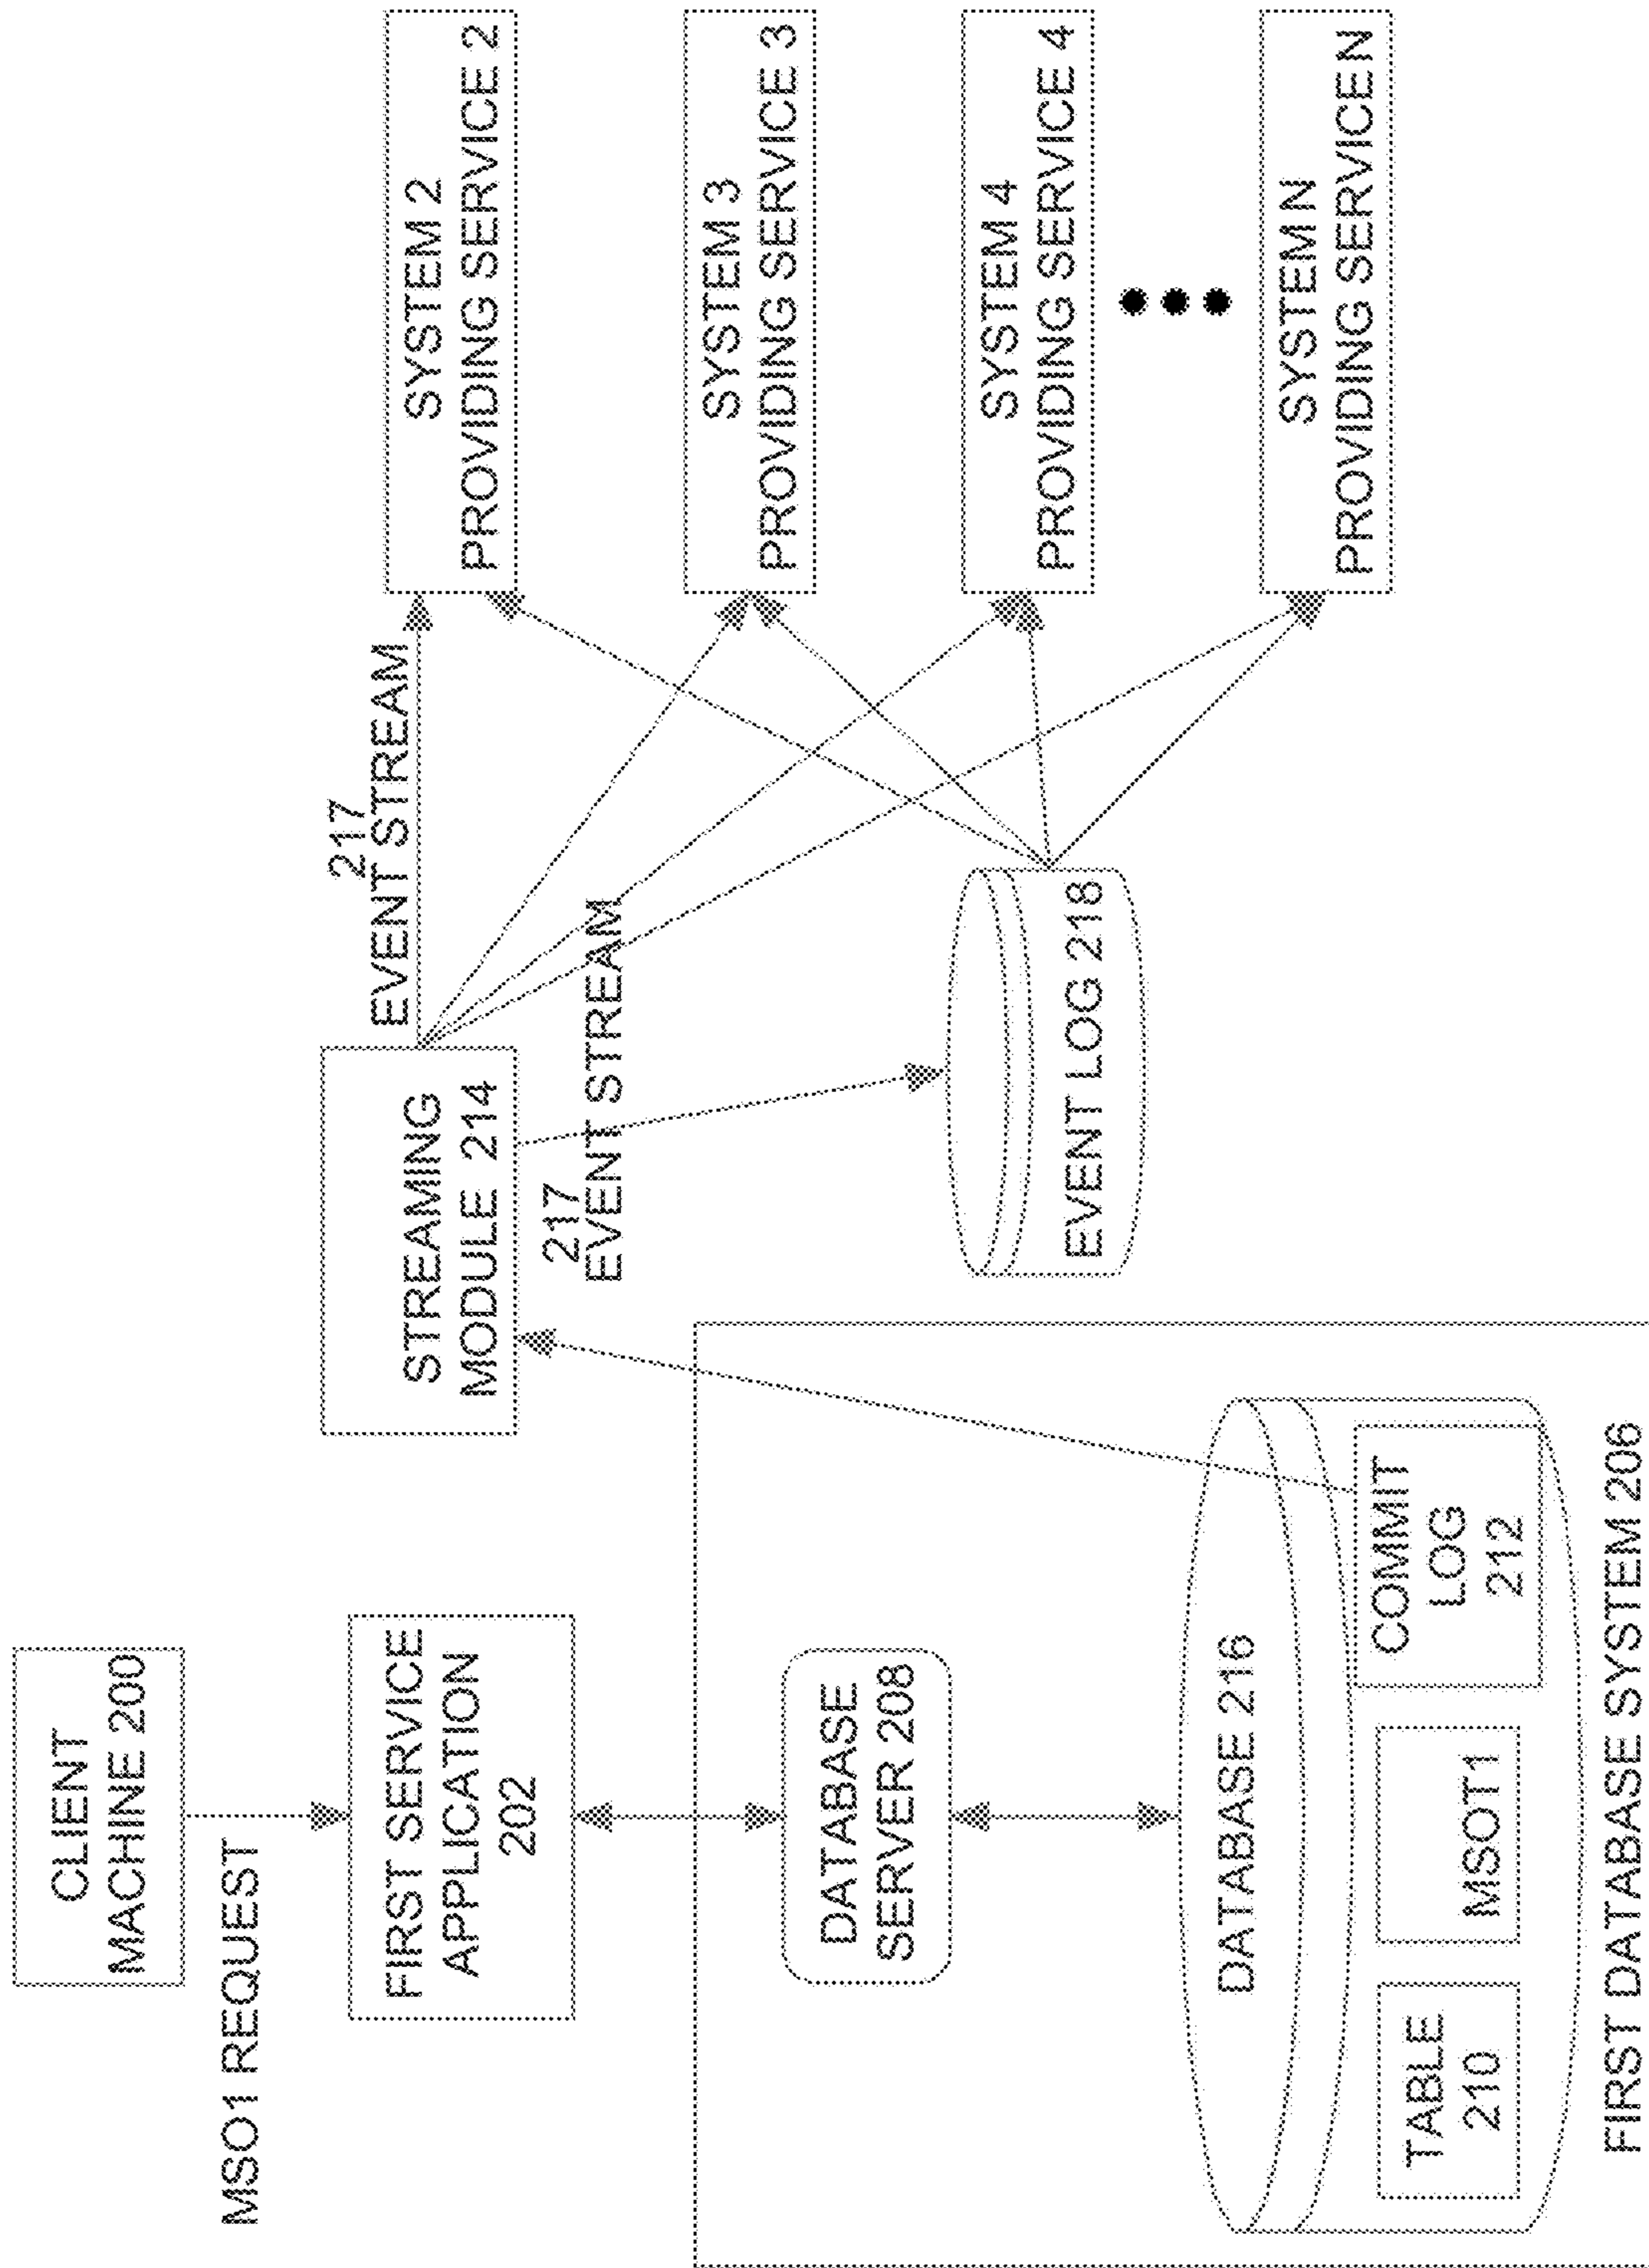 CLIENT
MACHINE 200
MSO1 REQUEST
FIRST SERVICE
APPLICATION
202
DATABASE
SERVER 208
DATABASE 216
TABLE
210
MSOT1
COMMIT
LOG
212
FIRST DATABASE SYSTEM 206
STREAMING
MODULE 214
217
EVENT STREAM
217
EVENT STREAM
EVENT LOG 218
SYSTEM 2
PROVIDING SERVICE 2
SYSTEM 3
PROVIDING SERVICE 3
SYSTEM 4
PROVIDING SERVICE 4
SYSTEM N
PROVIDING SERVICE N